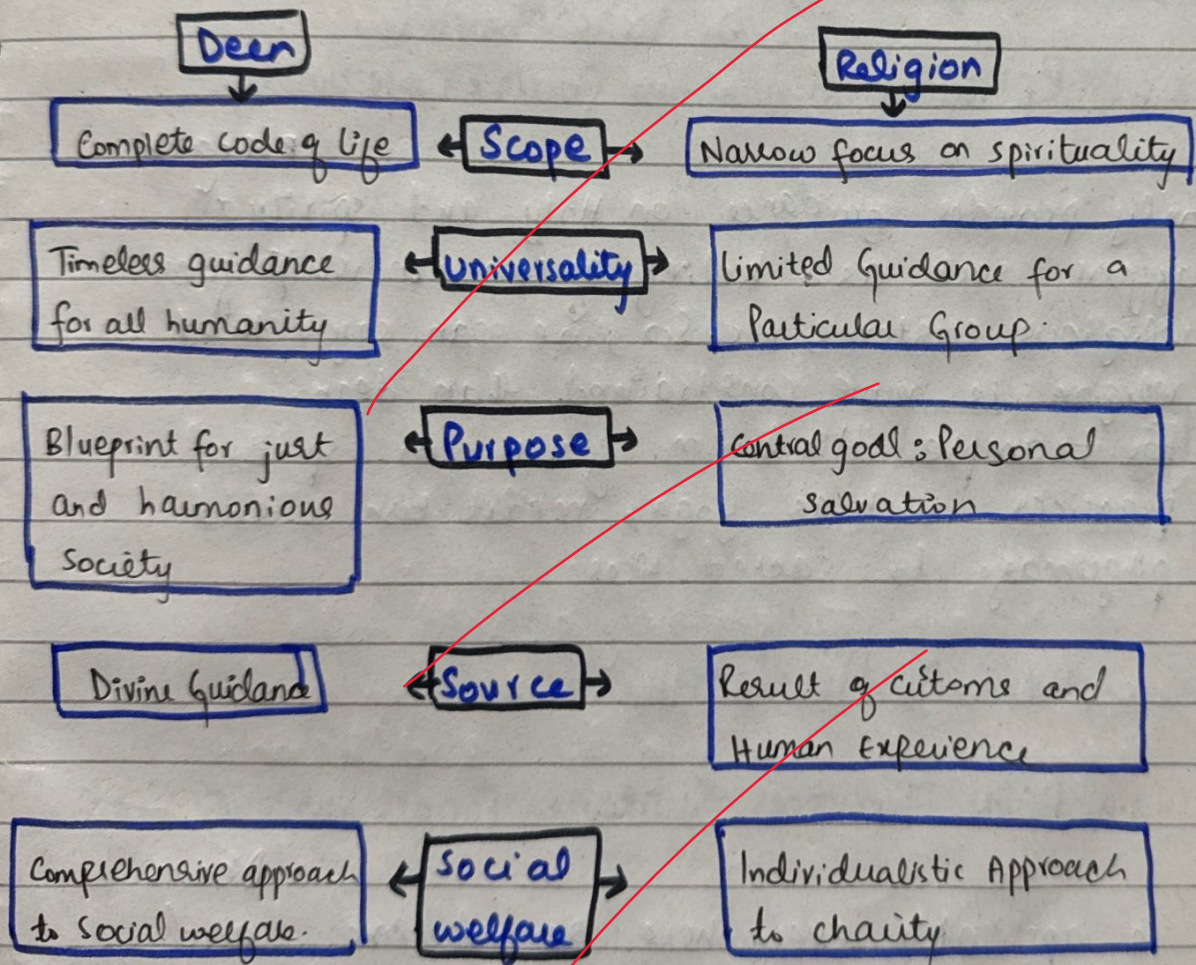 Deen
Religion
Complete code of life
Scope
Narrow focus on spirituality
Timeless guidance
for all humanity
universality
Limited Guidance for a
Particular Group.
Blueprint for just
and harmonious
society
Purpose
Central goal : Personal
salvation
Divine Guidance
Source
Result of customs and
Human Experience
Comprehensive approach
to social welfare.
social
welfare
Individualistic Approach
to charity